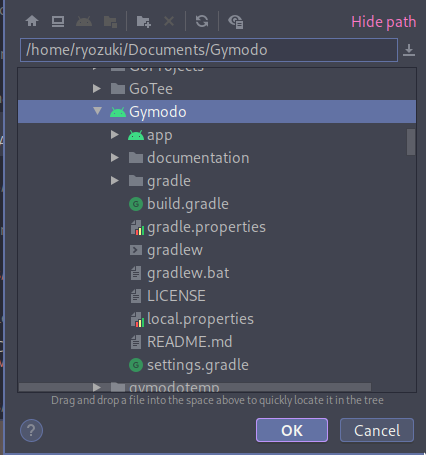 Hide path
/home/ryozuki/Documents/Gymodo
GoProjects
GoTee
Gymodo
app
documentation
gradle
build.gradle
gradle.properties
gradlew
gradlew.bat
LICENSE
local.properties
README.md
settings.gradle
gymodotemp
Drag and drop a file into the space above to quickly locate it in the tree
?
OK
Cancel